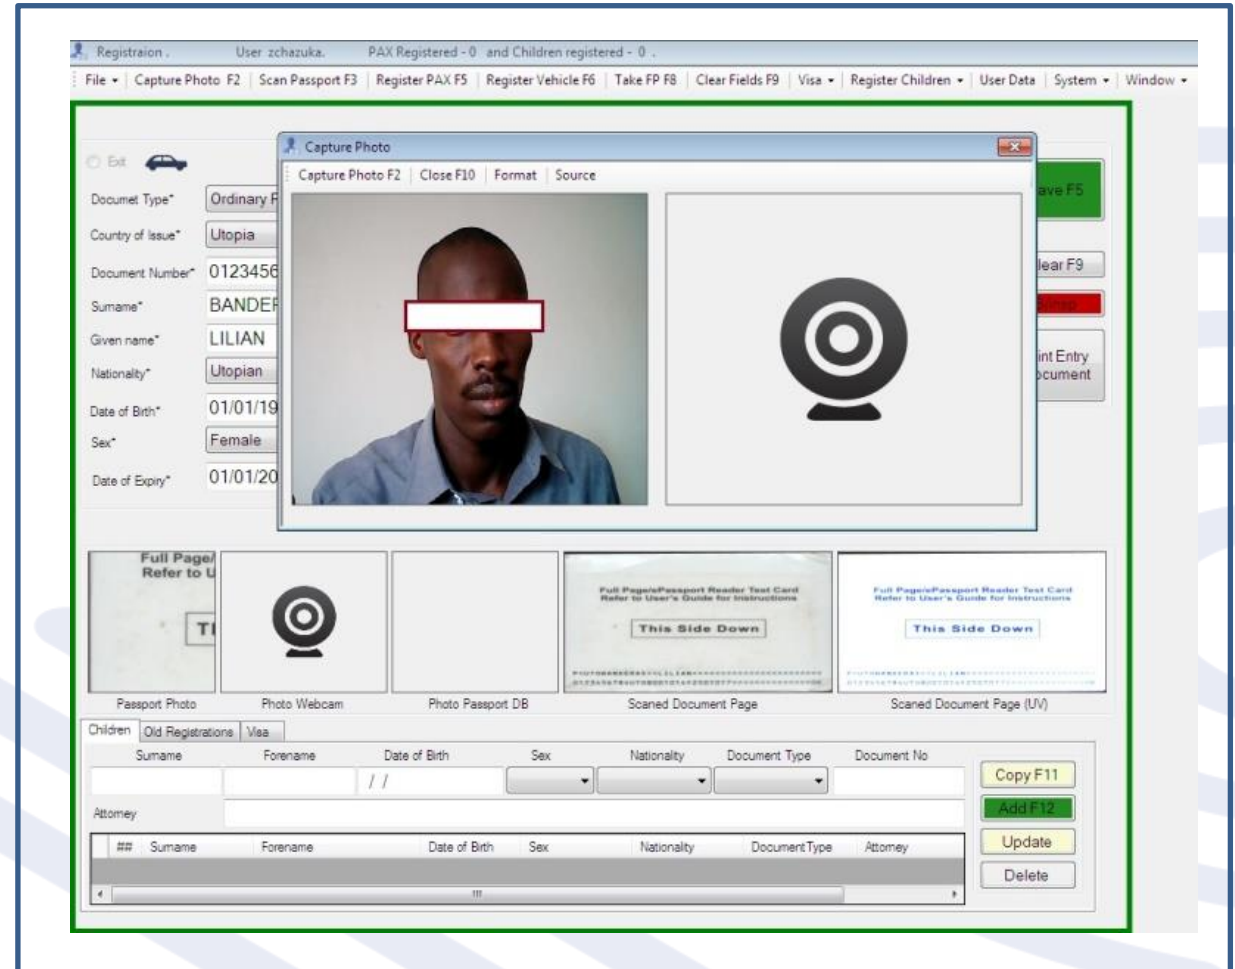 Registraion . User zchazuka. PAX Registered - 0 and Children registered - 0 .
File Capture Photo F2 Scan Passport F3 Register PAX F5 Register Vehicle F6 Take FP F8 Clear Fields F9 Visa Register Children User Data System Window
Capture Photo
Exit
Capture Photo F2 Close F10 Format Source
Documet Type* Ordinary P ave F5
Country of Issue* Utopia
Document Number* 0123456 lear F9
Surname* BANDER
Given name* LILIAN
int Entry
Nationality* Utopian ocument
Date of Birth* 01/01/19
Sex* Female
Date of Expiry* 01/01/20
Full Page/
Refer to U
Full Page/ePassport Reader Test Card
Refer to User's Guide for Instructions
This Side Down
Full Page/ePassport Reader Test Card
Refer to User's Guide for Instructions
This Side Down
Passport Photo Photo Webcam Photo Passport DB Scaned Document Page Scaned Document Page (UV)
Children Old Registrations Visa
Surname Forename Date of Birth Sex Nationality Document Type Document No
/ / Copy F11
Attorney Add F12
## Surname Forename Date of Birth Sex Nationality DocumentType Attorney Update
Delete